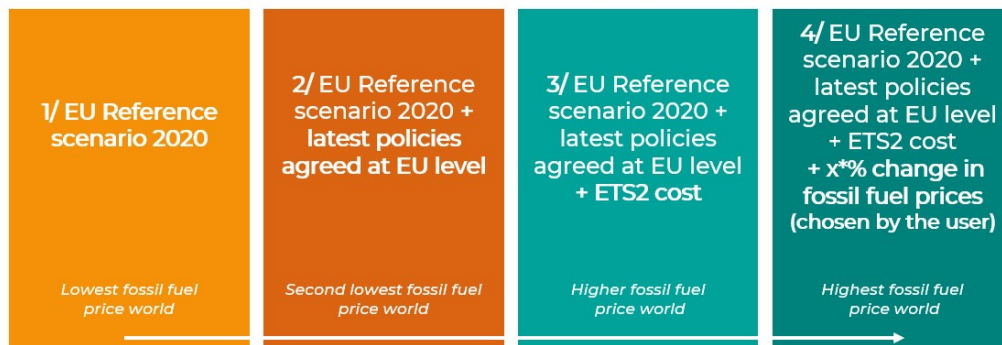 1/ EU Reference
scenario 2020
Lowest fossil fuel
price world
2/ EU Reference
scenario 2020 +
latest policies
agreed at EU level
Second lowest fossil fuel
price world
3/ EU Reference
scenario 2020 +
latest policies
agreed at EU level
+ ETS2 cost
Higher fossil fuel
price world
4/ EU Reference
scenario 2020 +
latest policies
agreed at EU level
+ ETS2 cost
+ x*% change in
fossil fuel prices
(chosen by the user)
Highest fossil fuel
price world